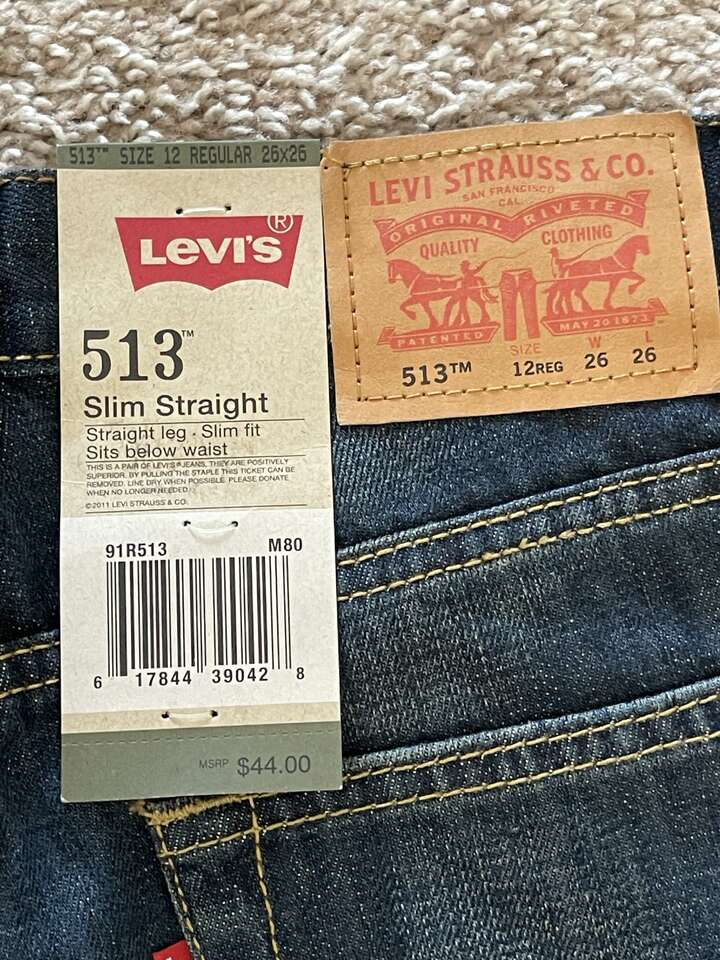 513™ SIZE 12 REGULAR 26x26
LEVI'S®
513™
Slim Straight
Straight leg · Slim fit
Sits below waist
THIS IS A PAIR OF LEVI'S® JEANS. THEY ARE POSITIVELY
SUPERIOR. BY PULLING THE STAPLE THIS TICKET CAN BE
REMOVED. LINE DRY WHEN POSSIBLE. PLEASE DONATE
WHEN NO LONGER NEEDED.
©2011 LEVI STRAUSS & CO.
91R513 M80
6 17844 39042 8
MSRP $44.00
LEVI STRAUSS & CO.
SAN FRANCISCO
CAL.
ORIGINAL RIVETED
QUALITY CLOTHING
PATENTED MAY 20 1873
SIZE W L
513™ 12REG 26 26